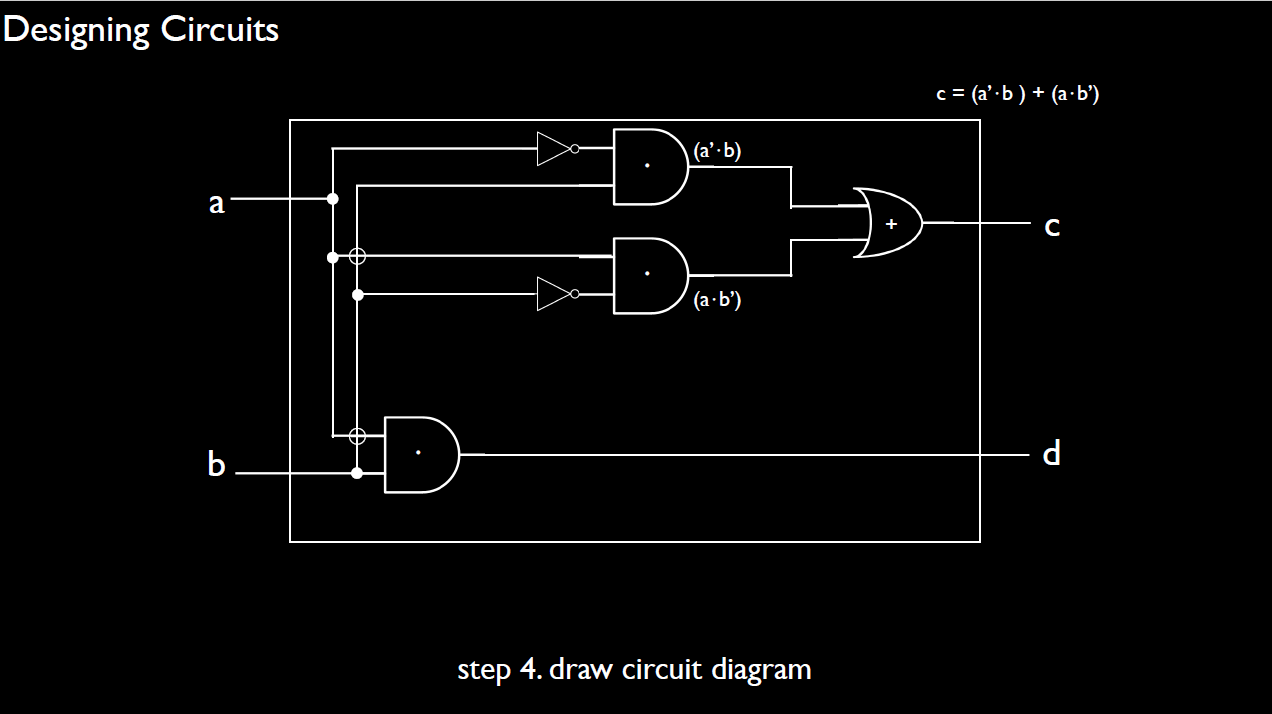 Designing Circuits
c = (a'·b ) + (a·b')
(a'·b)
a
·
+
c
·
(a·b')
b
·
d
step 4. draw circuit diagram